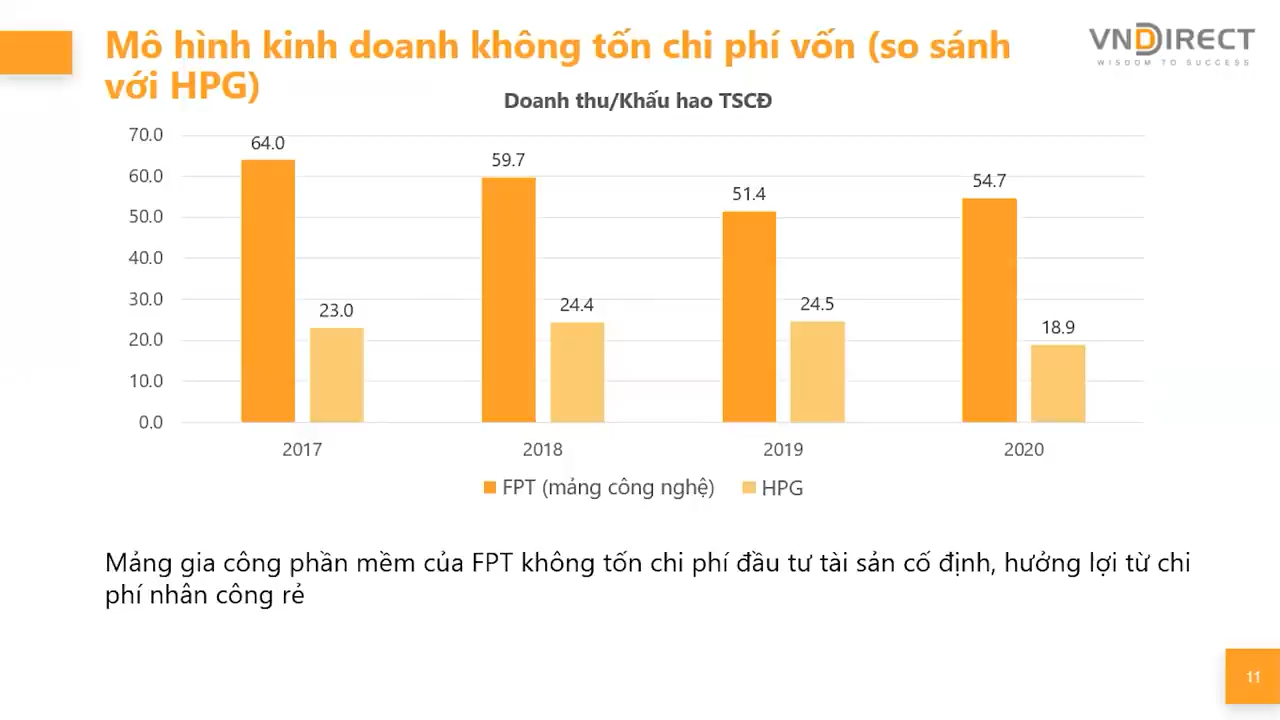 Mô hình kinh doanh không tốn chi phí vốn (so sánh
với HPG)
VNDIRECT
WISDOM TO SUCCESS
Doanh thu/Khấu hao TSCĐ
70.0
60.0
50.0
40.0
30.0
20.0
10.0
0.0
64.0
23.0
59.7
24.4
51.4
24.5
54.7
18.9
2017
2018
2019
2020
FPT (mảng công nghệ)
HPG
Mảng gia công phần mềm của FPT không tốn chi phí đầu tư tài sản cố định, hưởng lợi từ chi
phí nhân công rẻ
11